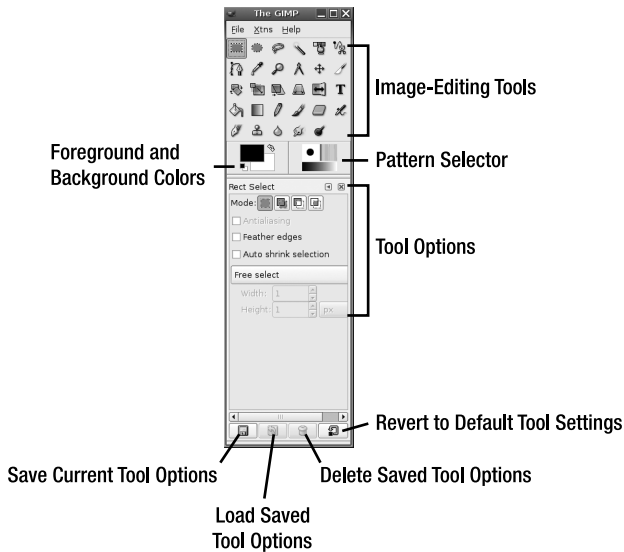 The GIMP
File Xtns Help
Image-Editing Tools
T
Foreground and
Background Colors
Pattern Selector
Rect Select
Mode:
Antialiasing
Feather edges
Auto shrink selection
Tool Options
Free select
Width: 1
Height: 1 px
Revert to Default Tool Settings
Save Current Tool Options
Delete Saved Tool Options
Load Saved
Tool Options